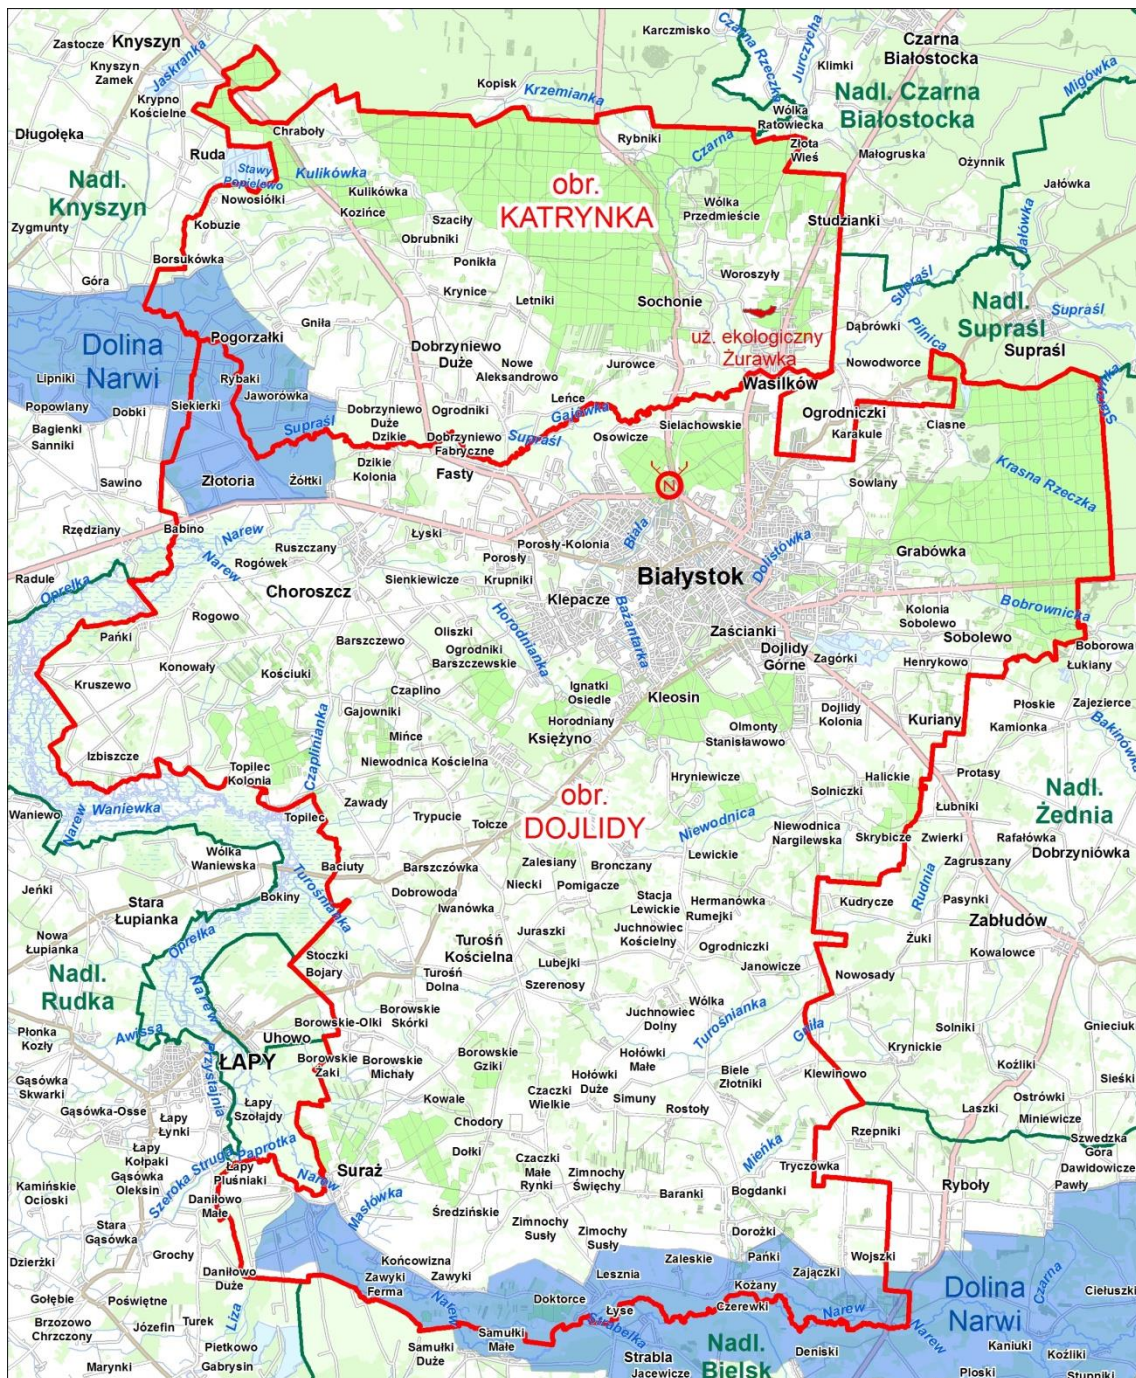 Zastocze
Knyszyn
Knyszyn
Zamek
Jaskranka
Krypno
Kościelne
Długołęka
Ruda
Nadl.
Knyszyn
Zygmunty
Góra
Stawy
Popielewo
Nowosiółki
Kobuzie
Borsukówka
Chraboły
Kulikówka
Kulikówka
Kozińce
Szaciły
Obrubniki
Ponikła
Krynice
Letniki
Kopisk
Krzemianka
Karczmisko
Czarna Rzeczka
Jurczycha
Klimki
Czarna
Białostocka
Nadl. Czarna
Białostocka
Migówka
Wólka
Ratowiecka
Złota
Wieś
Czarna
Rybniki
Małogruska
Ożynnik
Jałówka
Jałówka
obr.
KATRYNKA
Wólka
Przedmieście
Studzianki
Woroszyły
Sochonie
uż. ekologiczny
Żurawka
Supraśl
Pilnica
Nadl.
Supraśl
Supraśl
Supraśl
Dąbrówki
Nowodworce
Wasilków
Ogrodniczki
Karakule
Ciasne
Krasna Rzeczka
Sowlany
Dolina
Narwi
Pogorzałki
Gniła
Lipniki
Popowlany
Dobki
Bagienki
Sanniki
Rybaki
Jaworówka
Siekierki
Supraśl
Dobrzyniewo
Duże
Nowe
Aleksandrowo
Jurowce
Leńce
Gajówka
Dobrzyniewo
Duże
Dzikie
Ogrodniki
Dobrzyniewo
Fabryczne
Supraśl
Osowicze
Sielachowskie
Dzikie
Kolonia
Fasty
Sawino
Złotoria
Żółtki
Rzędziany
Babino
Narew
Narew
Ruszczany
Rogówek
Łyski
Porosły-Kolonia
Porosły
Krupniki
Biała
N
Dolistówka
Grabówka
Białystok
Radule
Oprelka
Choroszcz
Sienkiewicze
Klepacze
Bażantarka
Horodnianka
Zaścianki
Dojlidy
Górne
Zagórki
Kolonia
Sobolewo
Bobrownicka
Sobolewo
Henrykowo
Boborowa
Łukiany
Rogowo
Pańki
Konowały
Kruszewo
Kościuki
Barszczewo
Oliszki
Ogrodniki
Barszczewskie
Czaplino
Gajowniki
Mińce
Niewodnica Kościelna
Ignatki
Osiedle
Kleosin
Horodniany
Księżyno
Olmonty
Stanisławowo
Dojlidy
Kolonia
Kuriany
Płoskie
Zajezierce
Kamionka
Bakinówka
Protasy
Nadl.
Żednia
Halickie
Łubniki
Izbiszcze
Topilec
Kolonia
Czaplinianka
Waniewo
Narew
Waniewka
Topilec
Zawady
Trypucie
Tołcze
obr.
DOJLIDY
Hryniewicze
Solniczki
Niewodnica
Niewodnica
Nargilewska
Skrybicze
Zwierki
Rafałówka
Dobrzyniówka
Zagruszany
Wólka
Waniewska
Baciuty
Barszczówka
Dobrowoda
Iwanówka
Zalesiany
Bronczany
Lewickie
Niecki
Pomigacze
Jeńki
Bokiny
Turośnianka
Stara
Łupianka
Stacja
Lewickie
Hermanówka
Rumejki
Kudrycze
Rudnia
Pasynki
Zabłudów
Nowa
Łupianka
Oprelka
Turośń
Kościelna
Juraszki
Juchnowiec
Kościelny
Ogrodniczki
Żuki
Kowalowce
Stoczki
Bojary
Lubejki
Janowicze
Nowosady
Nadl.
Rudka
Narew
Turośń
Dolna
Szerenosy
Wólka
Płonka
Kozły
Awissa
Uhowo
Borowskie-Olki
Borowskie
Skórki
Juchnowiec
Dolny
Turośnianka
Gniła
Solniki
Gnieciuki
Krynickie
ŁAPY
Przystajnia
Borowskie
Żaki
Borowskie
Michały
Borowskie
Gziki
Hołówki
Małe
Hołówki
Duże
Biele
Złotniki
Klewinowo
Koźliki
Sieśki
Gąsówka
Skwarki
Gąsówka-Osse
Łapy
Szołajdy
Kowale
Czaczki
Wielkie
Simuny
Rostoły
Ostrówki
Laszki
Miniewicze
Łapy
Łynki
Chodory
Rzepniki
Szwedzka
Góra
Łapy
Kołpaki
Szeroka Struga
Paprotka
Gąsówka
Oleksin
Łapy
Pluśniaki
Narew
Suraż
Dołki
Czaczki
Małe
Rynki
Zimnochy
Święchy
Mieńka
Tryczówka
Dawidowicze
Pawły
Ryboły
Kamińskie
Ocioski
Daniłowo
Małe
Masłówka
Średzińskie
Baranki
Bogdanki
Stara
Gąsówka
Zimnochy
Susły
Zimochy
Susły
Dorożki
Dzierżki
Grochy
Końcowizna
Zaleskie
Pańki
Wojszki
Daniłowo
Duże
Zawyki
Ferma
Zawyki
Lesznia
Zajączki
Dolina
Narwi
Czarna
Gołębie
Poświętne
Doktorce
Kożany
Ciełuszki
Brzozowo
Chrzczony
Józefin
Turek
Liza
Narew
Łyse
Czerewki
Narew
Narew
Strabelka
Pietkowo
Gabrysin
Samułki
Małe
Samułki
Duże
Strabla
Nadl.
Bielsk
Deniski
Kaniuki
Koźliki
Marynki
Jacewicze
Płoski
Stupniki